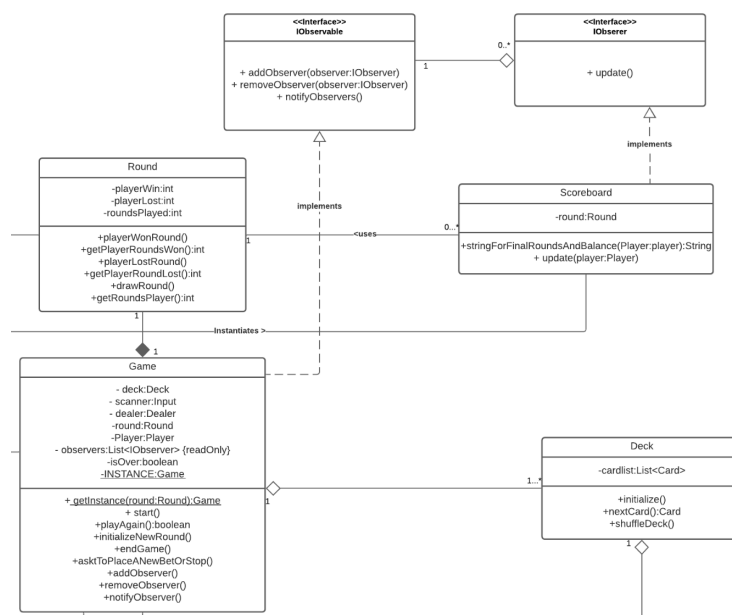 <<Interface>>
IObservable
+ addObserver(observer:IObserver)
+ removeObserver(observer:IObserver)
+ notifyObservers()
1
0..*
<<Interface>>
IObserer
+ update()
implements
implements
Round
-playerWin:int
-playerLost:int
-roundsPlayed:int
+playerWonRound()
+getPlayerRoundsWon():int
+playerLostRound()
+getPlayerRoundLost():int
+drawRound()
+getRoundsPlayer():int
1
<uses
0...*
Scoreboard
-round:Round
+stringForFinalRoundsAndBalance(Player:player):String
+ update(player:Player)
1
Instantiates >
1
Game
- deck:Deck
- scanner:Input
- dealer:Dealer
-round:Round
-Player:Player
- observers:List<IObserver> {readOnly}
-isOver:boolean
-INSTANCE:Game
+ getInstance(round:Round):Game
+ start()
+ playAgain():boolean
+initializeNewRound()
+endGame()
+asktToPlaceANewBetOrStop()
+addObserver()
+removeObserver()
+notifyObserver()
1
1...*
Deck
-cardlist:List<Card>
+initialize()
+nextCard():Card
+shuffleDeck()
1